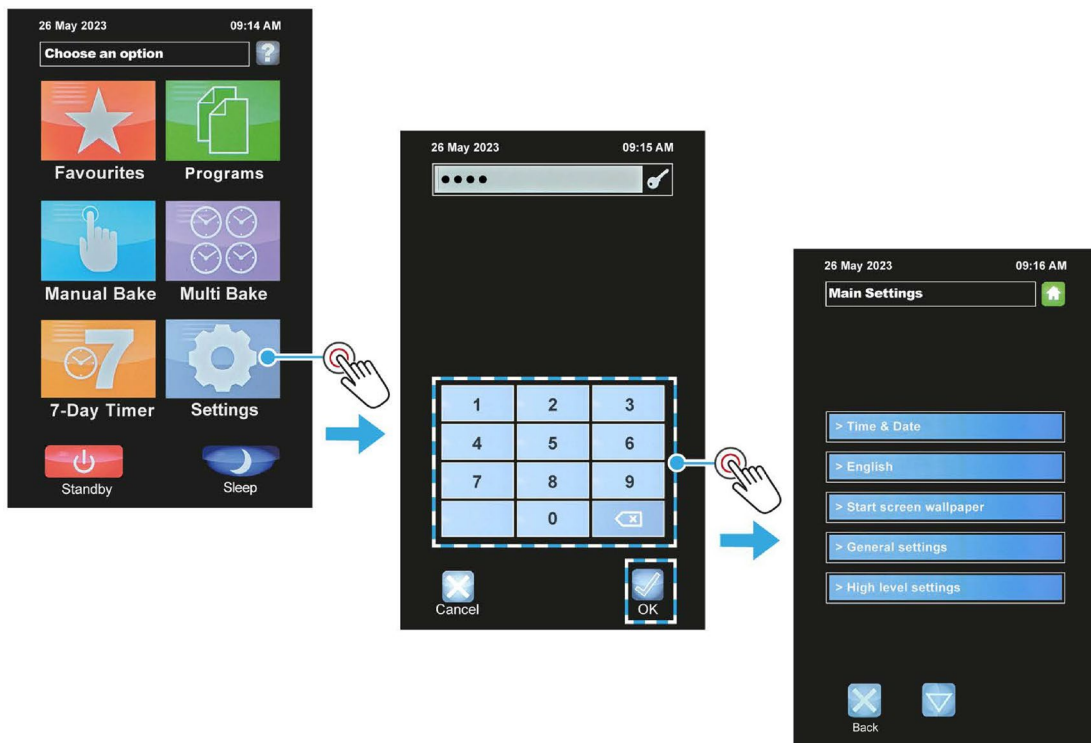 26 May 2023 09:14 AM
Choose an option
?
Favourites Programs
Manual Bake Multi Bake
7
7-Day Timer Settings
Standby Sleep
26 May 2023 09:15 AM
••••
1 2 3
4 5 6
7 8 9
0
Cancel OK
26 May 2023 09:16 AM
Main Settings
> Time & Date
> English
> Start screen wallpaper
> General settings
> High level settings
Back